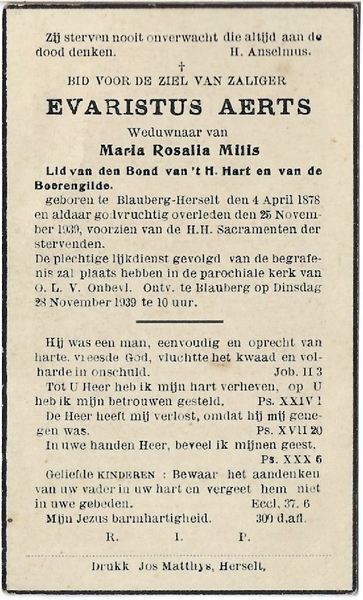 Zij sterven nooit onverwacht die altijd aan de
dood denken. H. Anselmus.
†
BID VOOR DE ZIEL VAN ZALIGER
EVARISTUS AERTS
Weduwnaar van
Maria Rosalia Milis
Lid van den Bond van 't H. Hart en van de
Boerengilde.
geboren te Blauberg-Herselt den 4 April 1878
en aldaar godvruchtig overleden den 25 Novem-
ber 1939, voorzien van de H.H. Sacramenten der
stervenden.
De plechtige lijkdienst gevolgd van de begrafe-
nis zal plaats hebben in de parochiale kerk van
O. L. V. Onbevl. Ontv. te Blauberg op Dinsdag
28 November 1939 te 10 uur.
Hij was een man, eenvoudig en oprecht van
harte, vreesde God, vluchtte het kwaad en vol-
hardde in onschuld. Job. II 3
Tot U Heer heb ik mijn hart verheven, op U
heb ik mijn betrouwen gesteld. Ps. XXIV 1
De Heer heeft mij verlost, omdat hij mij gene-
gen was. Ps. XVII 20
In uwe handen Heer, beveel ik mijnen geest.
Ps. XXX 6
Geliefde KINDEREN: Bewaar het aandenken
van uw vader in uw hart en vergeet hem niet
in uwe gebeden. Eccl. 37. 6
Mijn Jezus barmhartigheid. 300 d.afl.
R. I. P.
Drukk Jos Matthys, Herselt,